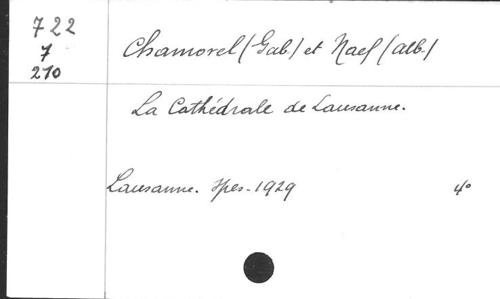 722
7
210
Chamorel (Gab.) et Naef (Alb.)
La Cathédrale de Lausanne.
Lausanne. Spes - 1929 4°